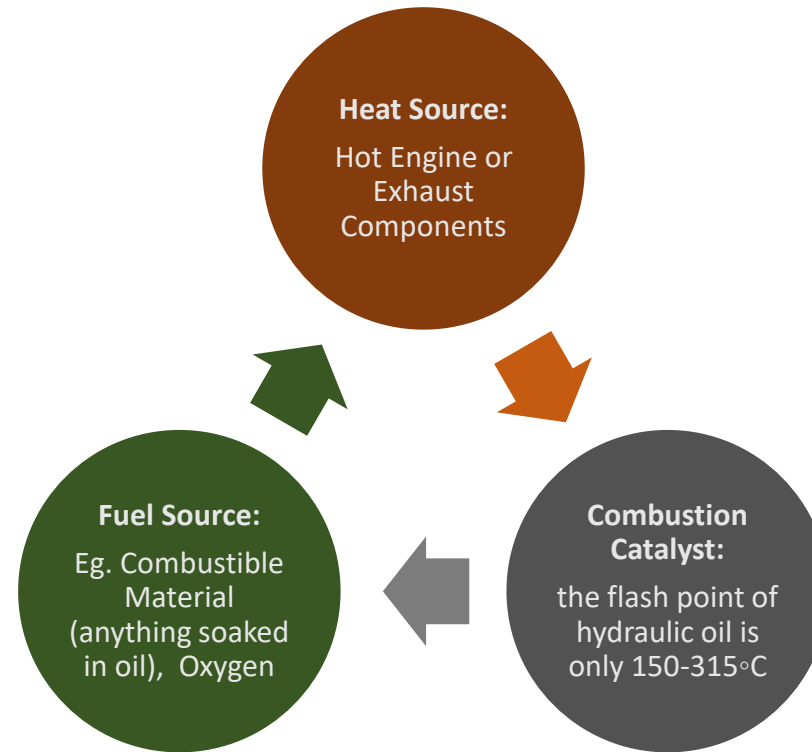 Heat Source:
Hot Engine or
Exhaust
Components
Combustion
Catalyst:
the flash point of
hydraulic oil is
only 150-315◦C
Fuel Source:
Eg. Combustible
Material
(anything soaked
in oil),  Oxygen